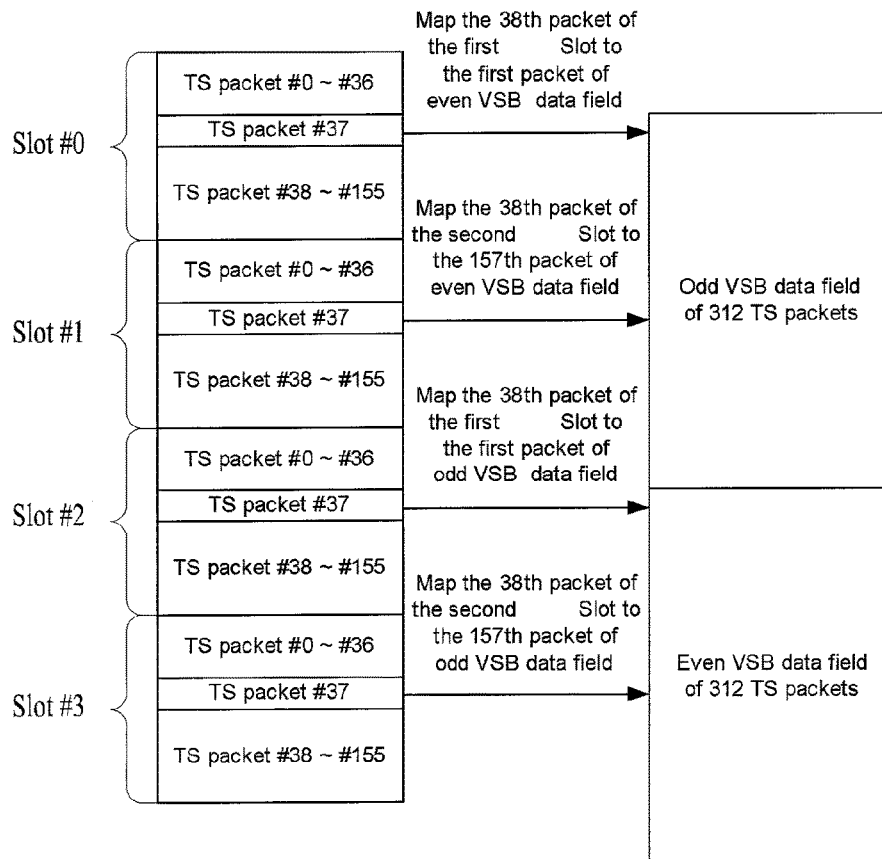 Map the 38th packet of
the first Slot to
the first packet of
even VSB data field
Slot #0
TS packet #0 ~ #36
TS packet #37
TS packet #38 ~ #155
Map the 38th packet of
the second Slot to
the 157th packet of
even VSB data field
Slot #1
TS packet #0 ~ #36
TS packet #37
TS packet #38 ~ #155
Odd VSB data field
of 312 TS packets
Map the 38th packet of
the first Slot to
the first packet of
odd VSB data field
Slot #2
TS packet #0 ~ #36
TS packet #37
TS packet #38 ~ #155
Map the 38th packet of
the second Slot to
the 157th packet of
odd VSB data field
Slot #3
TS packet #0 ~ #36
TS packet #37
TS packet #38 ~ #155
Even VSB data field
of 312 TS packets